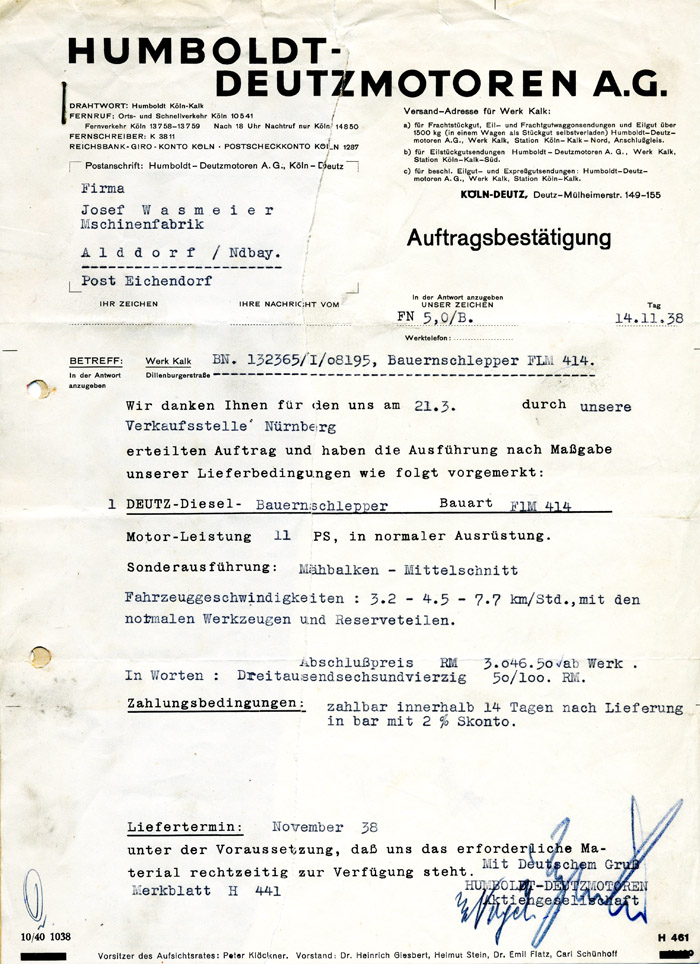 HUMBOLDT-
DEUTZMOTOREN A.G.
DRAHTWORT: Humboldt Köln-Kalk
FERNRUF: Orts- und Schnellverkehr Köln 10541
Fernverkehr Köln 13758-13759 Nach 18 Uhr Nachtruf nur Köln 14850
FERNSCHREIBER: K 3811
REICHSBANK-GIRO-KONTO KÖLN · POSTSCHECKKONTO KÖLN 1287
Postanschrift: Humboldt-Deutzmotoren A.G., Köln-Deutz
Versand-Adresse für Werk Kalk:
a) für Frachtstückgut, Eil- und Frachtgutwaggonsendungen und Eilgut über
1500 kg (in einem Wagen als Stückgut selbstverladen) Humboldt-Deutz-
motoren A.G., Werk Kalk, Station Köln-Kalk-Nord, Anschlußgleis.
b) für Eilstückgutsendungen Humboldt-Deutzmotoren A.G., Werk Kalk,
Station Köln-Kalk-Süd.
c) für beschl. Eilgut- und Expreßgutsendungen: Humboldt-Deutz-
motoren A.G., Werk Kalk, Station Köln-Kalk.
KÖLN-DEUTZ, Deutz-Mülheimerstr. 149-155
Firma
Josef Wasmeier
Mschinenfabrik
Alddorf / Ndbay.
Post Eichendorf
Auftragsbestätigung
IHR ZEICHEN IHRE NACHRICHT VOM
In der Antwort anzugeben
UNSER ZEICHEN Tag
FN 5,0/B. 14.11.38
Werktelefon:
BETREFF: Werk Kalk BN. 132365/I/08195, Bauernschlepper FLM 414.
In der Antwort Dillenburgerstraße
anzugeben
Wir danken Ihnen für den uns am 21.3. durch unsere
Verkaufsstelle Nürnberg
erteilten Auftrag und haben die Ausführung nach Maßgabe
unserer Lieferbedingungen wie folgt vorgemerkt:
1 DEUTZ-Diesel- Bauernschlepper Bauart F1M 414
Motor-Leistung 11 PS, in normaler Ausrüstung.
Sonderausführung: Mähbalken - Mittelschnitt
Fahrzeuggeschwindigkeiten : 3.2 - 4.5 - 7.7 km/Std.,mit den
notmalen Werkzeugen und Reserveteilen.
Abschlußpreis RM 3.046.50 ab Werk .
In Worten : Dreitausendsechsundvierzig 50/100. RM.
Zahlungsbedingungen: zahlbar innerhalb 14 Tagen nach Lieferung
in bar mit 2 % Skonto.
Liefertermin: November 38
unter der Voraussetzung, daß uns das erforderliche Ma-
terial rechtzeitig zur Verfügung steht.
Mit Deutschem Gruß
Merkblatt H 441
HUMBOLDT-DEUTZMOTOREN
Aktiengesellschaft
10/40 1038
H 461
Vorsitzer des Aufsichtsrates: Peter Klöckner. Vorstand: Dr. Heinrich Giesbert, Helmut Stein, Dr. Emil Flatz, Carl Schünhoff